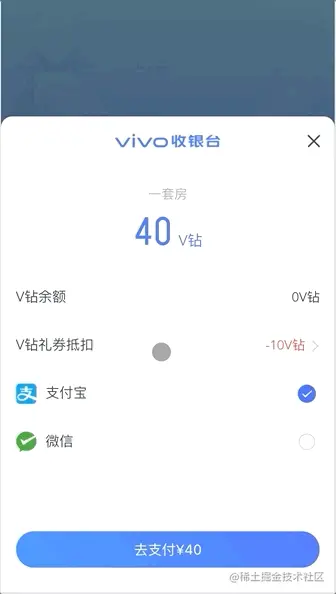 vivo收银台
一套房
40 V钻
V钻余额 0V钻
V钻礼券抵扣 -10V钻
支 支付宝
微信
去支付¥40
@稀土掘金技术社区